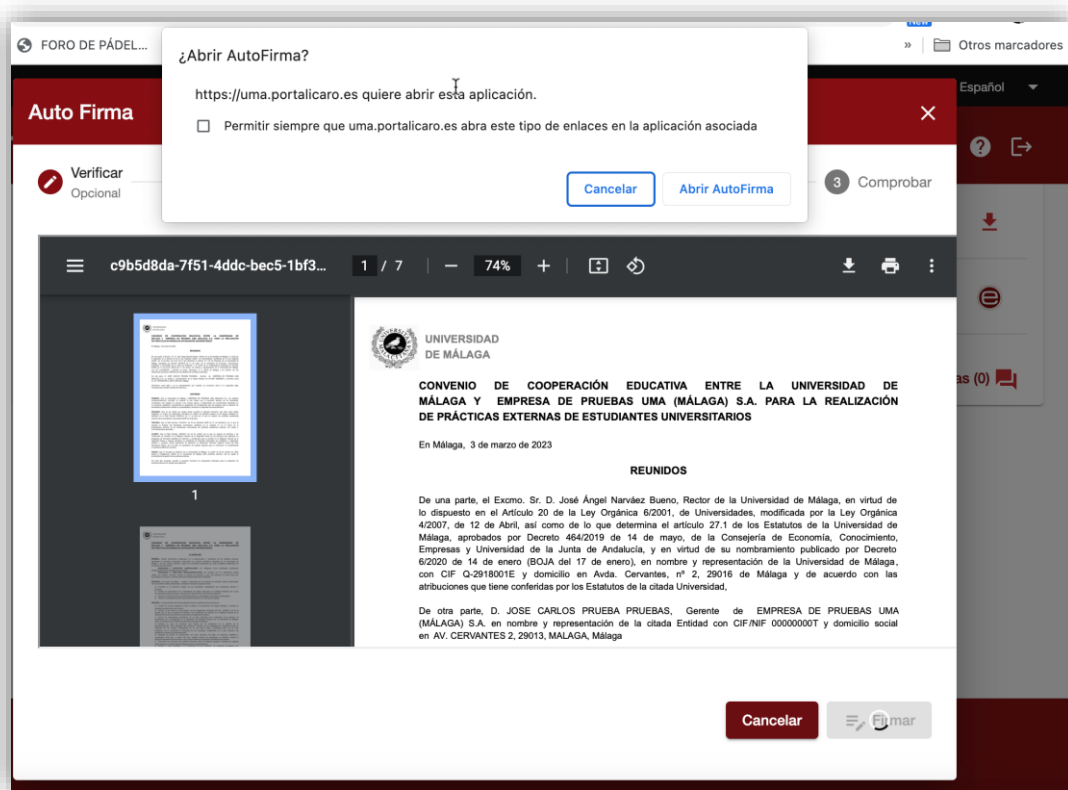 New
FORO DE PÁDEL...
»
Otros marcadores
¿Abrir AutoFirma?
https://uma.portalicaro.es quiere abrir esta aplicación.
Permitir siempre que uma.portalicaro.es abra este tipo de enlaces en la aplicación asociada
Cancelar
Abrir AutoFirma
Español
Auto Firma
Verificar
Opcional
3 Comprobar
as (0)
c9b5d8da-7f51-4ddc-bec5-1bf3...
1 / 7
74%
1
UNIVERSIDAD
DE MÁLAGA
CONVENIO DE COOPERACIÓN EDUCATIVA ENTRE LA UNIVERSIDAD DE
MÁLAGA Y EMPRESA DE PRUEBAS UMA (MÁLAGA) S.A. PARA LA REALIZACIÓN
DE PRÁCTICAS EXTERNAS DE ESTUDIANTES UNIVERSITARIOS
En Málaga, 3 de marzo de 2023
REUNIDOS
De una parte, el Excmo. Sr. D. José Ángel Narváez Bueno, Rector de la Universidad de Málaga, en virtud de
lo dispuesto en el Artículo 20 de la Ley Orgánica 6/2001, de Universidades, modificada por la Ley Orgánica
4/2007, de 12 de Abril, así como de lo que determina el artículo 27.1 de los Estatutos de la Universidad de
Málaga, aprobados por Decreto 464/2019 de 14 de mayo, de la Consejería de Economía, Conocimiento,
Empresas y Universidad de la Junta de Andalucía, y en virtud de su nombramiento publicado por Decreto
6/2020 de 14 de enero (BOJA del 17 de enero), en nombre y representación de la Universidad de Málaga,
con CIF Q-2918001E y domicilio en Avda. Cervantes, nº 2, 29016 de Málaga y de acuerdo con las
atribuciones que tiene conferidas por los Estatutos de la citada Universidad,
De otra parte, D. JOSE CARLOS PRUEBA PRUEBAS, Gerente de EMPRESA DE PRUEBAS UMA
(MÁLAGA) S.A. en nombre y representación de la citada Entidad con CIF/NIF 00000000T y domicilio social
en AV. CERVANTES 2, 29013, MALAGA, Málaga
Cancelar
Firmar